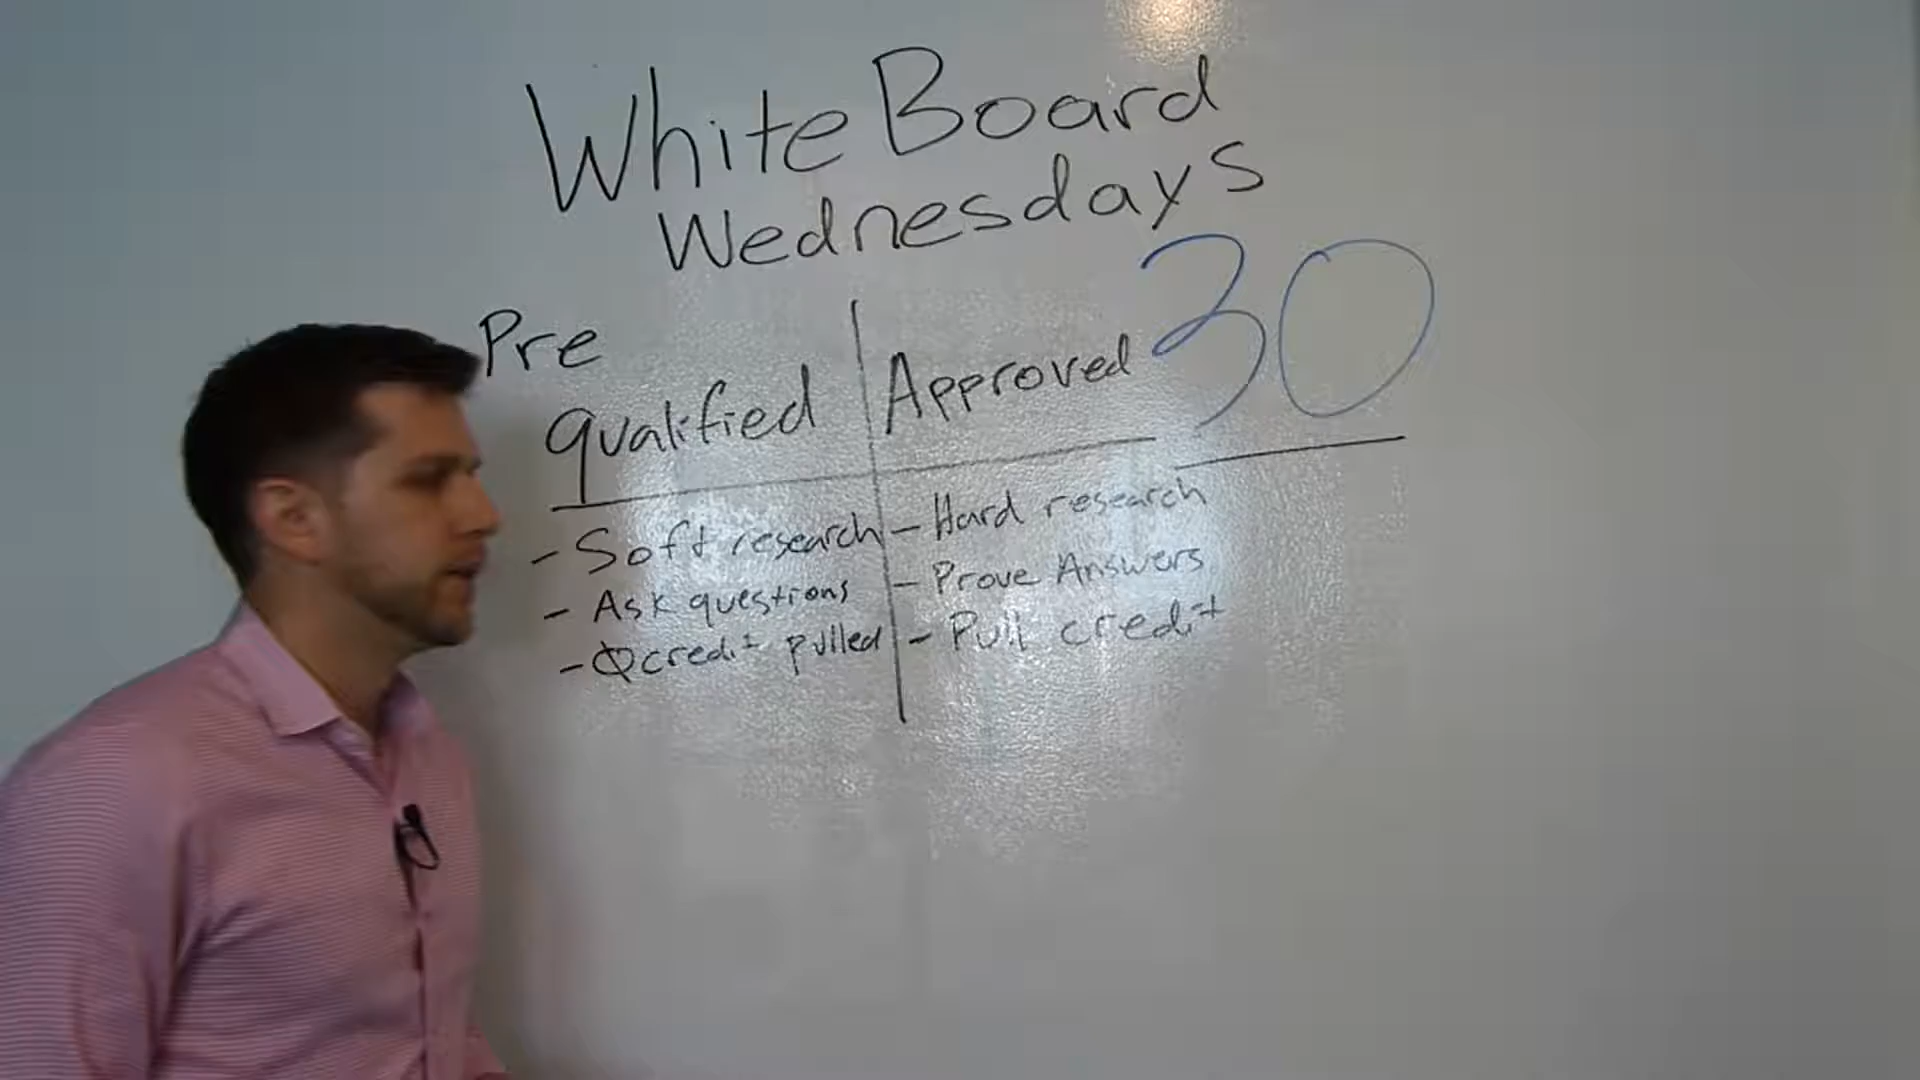 White Board
Wednesdays
30
Pre
qualified
Approved
- Soft research
- Ask questions
- Ø credit pulled
- Hard research
- Prove Answers
- Pull credit